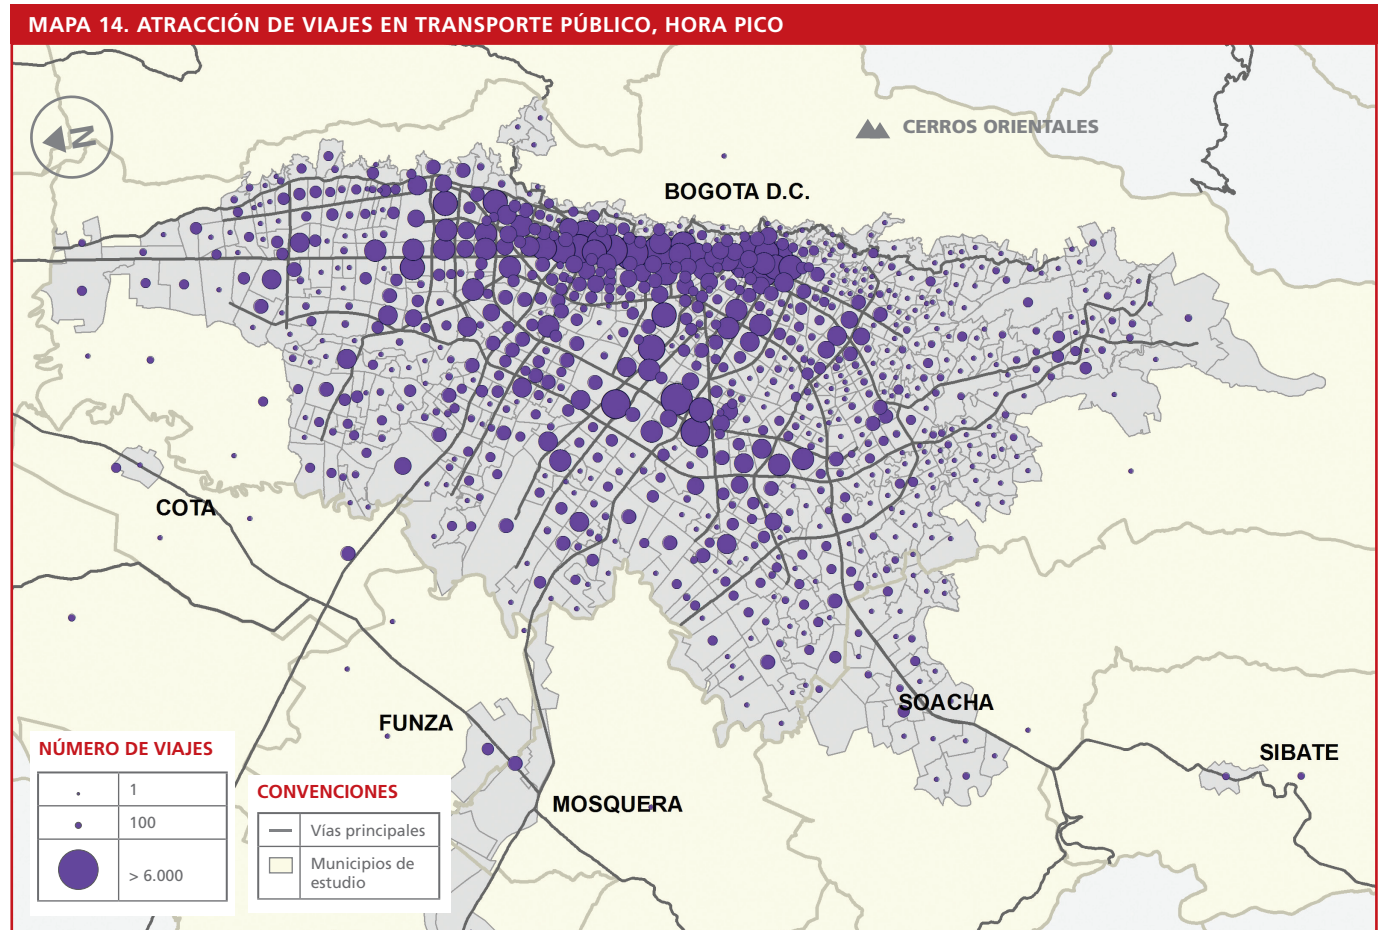 MAPA 14. ATRACCIÓN DE VIAJES EN TRANSPORTE PÚBLICO, HORA PICO
N
CERROS ORIENTALES
BOGOTA D.C.
COTA
FUNZA
SOACHA
SIBATE
MOSQUERA
NÚMERO DE VIAJES
1
100
> 6.000
CONVENCIONES
Vías principales
Municipios de
estudio